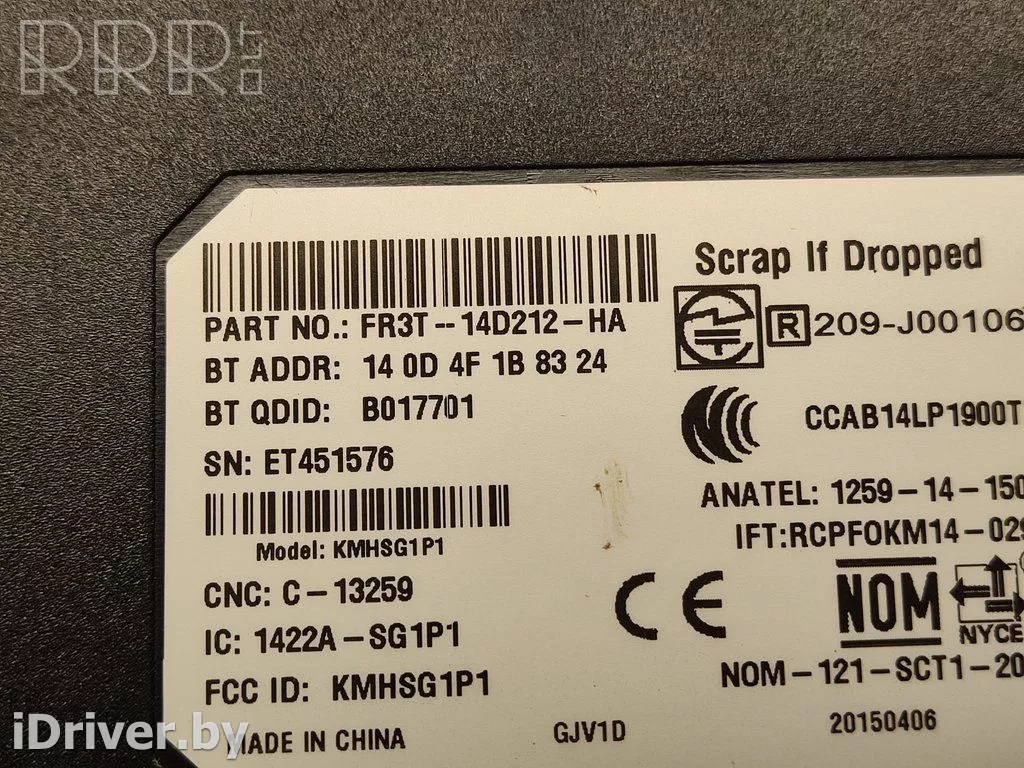 RRR.LT
Scrap If Dropped
PART NO.: FR3T--14D212-HA
R 209-J00106
BT ADDR: 14 0D 4F 1B 83 24
BT QDID: B017701
CCAB14LP1900T
SN: ET451576
ANATEL: 1259-14-150
IFT:RCPFOKM14-029
Model: KMHSG1P1
CNC: C-13259
CE
NOM
NYCE
IC: 1422A-SG1P1
NOM-121-SCT1-20
FCC ID: KMHSG1P1
MADE IN CHINA
GJV1D
20150406
iDriver.by